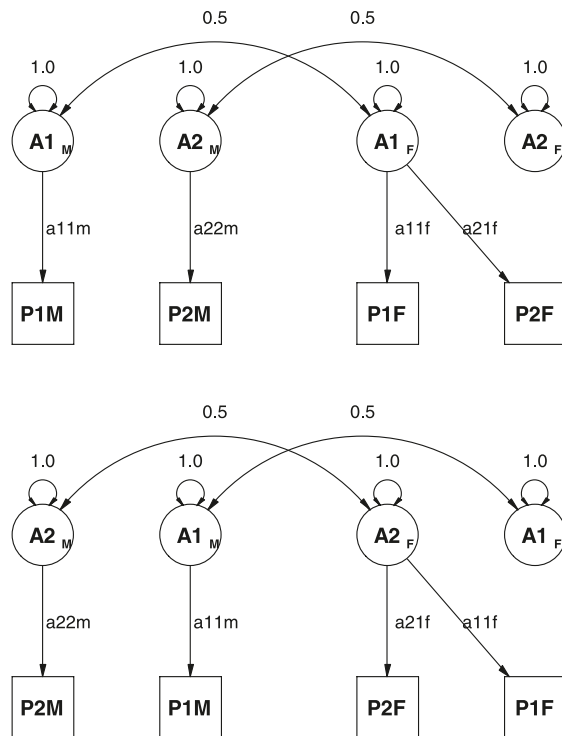 0.5 0.5
1.0 1.0 1.0 1.0
A1 M A2 M A1 F A2 F
a11m a22m a11f a21f
P1M P2M P1F P2F
0.5 0.5
1.0 1.0 1.0 1.0
A2 M A1 M A2 F A1 F
a22m a11m a21f a11f
P2M P1M P2F P1F